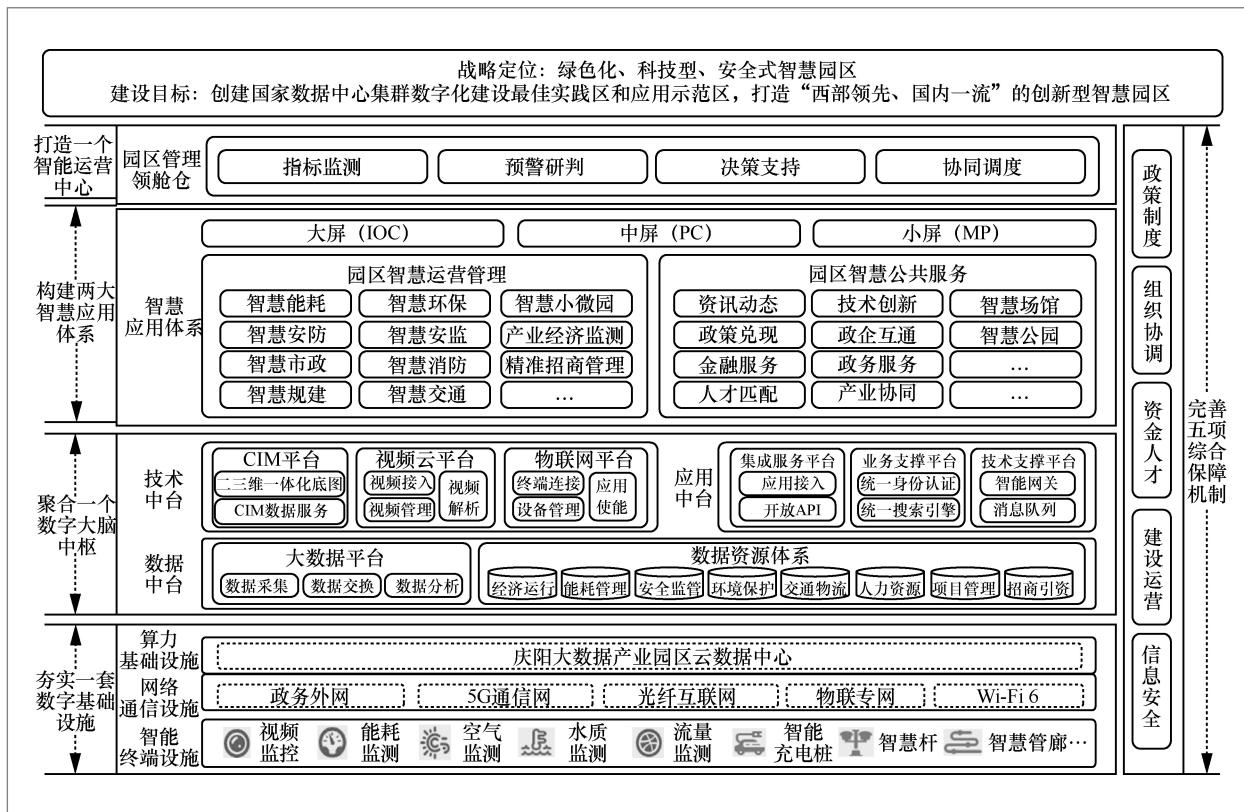 战略定位：绿色化、科技型、安全式智慧园区
建设目标：创建国家数据中心集群数字化建设最佳实践区和应用示范区，打造“西部领先、国内一流”的创新型智慧园区
打造一个
智能运营
中心
园区管理
领舱仓
指标监测
预警研判
决策支持
协同调度
构建两大
智慧应用
体系
智慧
应用体系
大屏（IOC）
中屏（PC）
小屏（MP）
园区智慧运营管理
智慧能耗
智慧环保
智慧小微园
智慧安防
智慧安监
产业经济监测
智慧市政
智慧消防
精准招商管理
智慧规建
智慧交通
…
园区智慧公共服务
资讯动态
技术创新
智慧场馆
政策兑现
政企互通
智慧公园
金融服务
政务服务
…
人才匹配
产业协同
…
聚合一个
数字大脑
中枢
技术
中台
CIM平台
二三维一体化底图
CIM数据服务
视频云平台
视频接入
视频管理
视频
解析
物联网平台
终端连接
设备管理
应用
使能
应用
中台
集成服务平台
应用接入
开放API
业务支撑平台
统一身份认证
统一搜索引擎
技术支撑平台
智能网关
消息队列
数据
中台
大数据平台
数据采集
数据交换
数据分析
数据资源体系
经济运行
能耗管理
安全监管
环境保护
交通物流
人力资源
项目管理
招商引资
夯实一套
数字基础
设施
算力
基础设施
庆阳大数据产业园区云数据中心
网络
通信设施
政务外网
5G通信网
光纤互联网
物联专网
Wi-Fi 6
智能
终端设施
视频
监控
能耗
监测
空气
监测
水质
监测
流量
监测
智能
充电桩
智慧杆
智慧管廊…
政策制度
组织协调
资金人才
建设运营
信息安全
完善
五项
综合
保障
机制